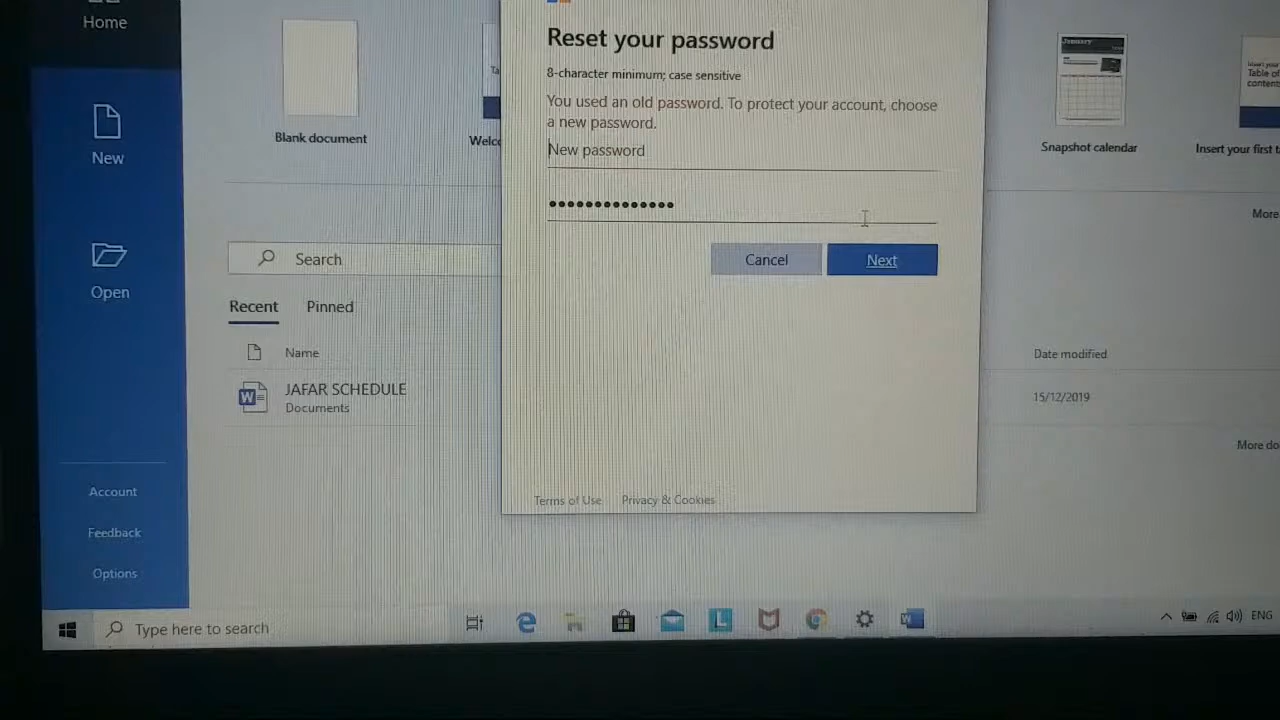 Home
New
Open
Account
Feedback
Options
Blank document
Snapshot calendar
January
Table of
More
Search
Recent
Pinned
Name
JAFAR SCHEDULE
Documents
Date modified
15/12/2019
Reset your password
8-character minimum; case sensitive
You used an old password. To protect your account, choose
a new password.
New password
Cancel
Next
Terms of Use
Privacy & Cookies
Type here to search
ENG